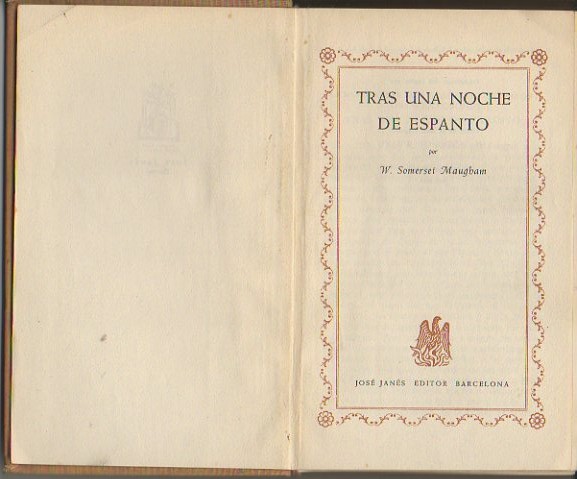 TRAS UNA NOCHE
DE ESPANTO
por
W. Somerset Maugham
JOSÉ JANÉS EDITOR BARCELONA